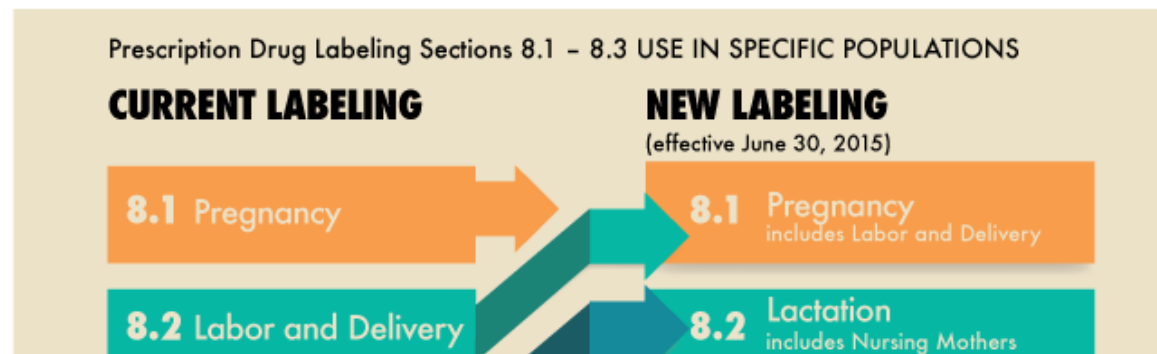 Prescription Drug Labeling Sections 8.1 – 8.3 USE IN SPECIFIC POPULATIONS
CURRENT LABELING
NEW LABELING
(effective June 30, 2015)
8.1 Pregnancy
8.1 Pregnancy
includes Labor and Delivery
8.2 Labor and Delivery
8.2 Lactation
includes Nursing Mothers